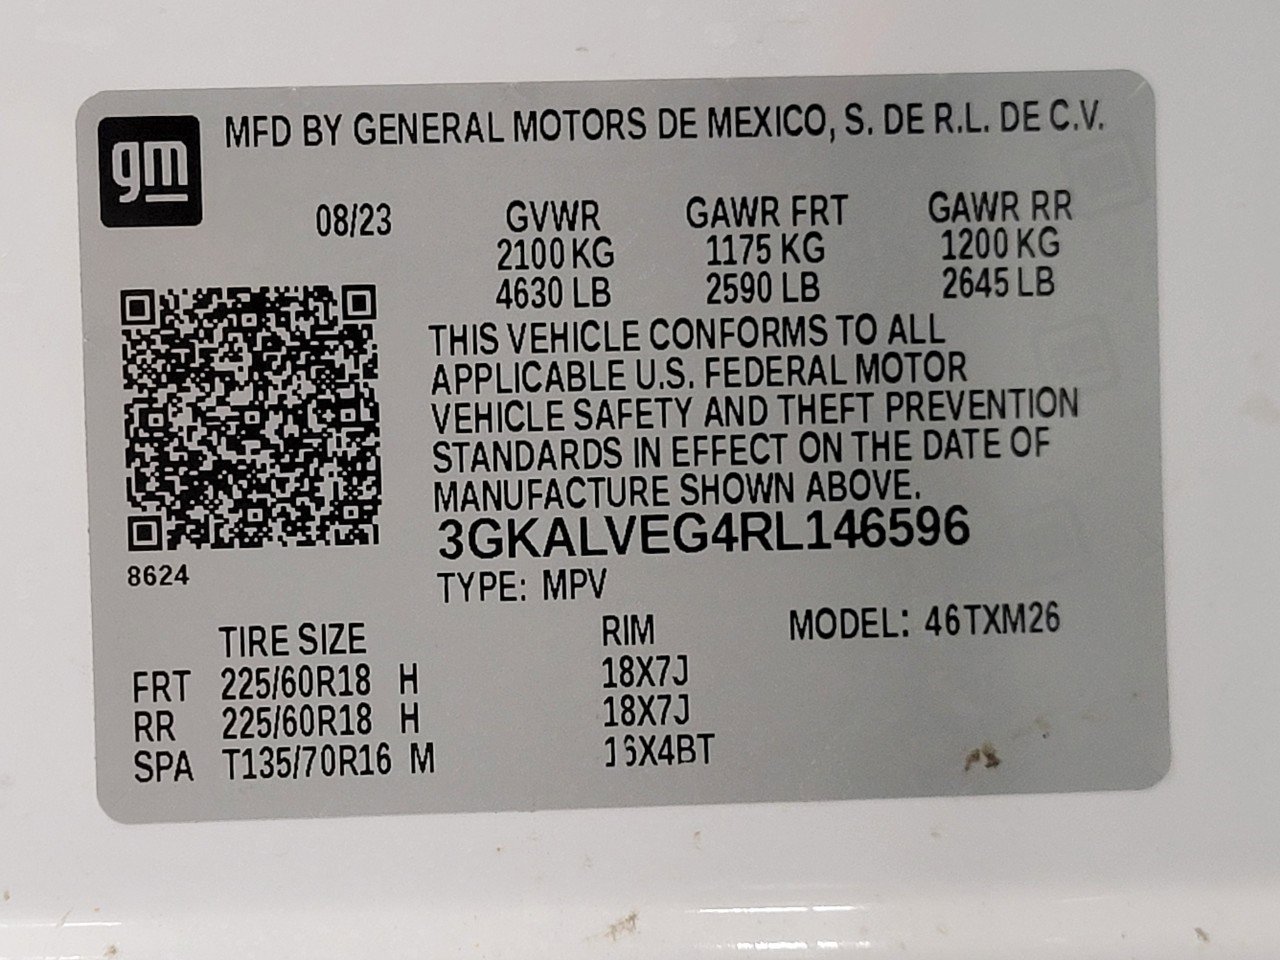 gm
MFD BY GENERAL MOTORS DE MEXICO, S. DE R.L. DE C.V.
08/23 GVWR GAWR FRT GAWR RR
2100 KG 1175 KG 1200 KG
4630 LB 2590 LB 2645 LB
THIS VEHICLE CONFORMS TO ALL
APPLICABLE U.S. FEDERAL MOTOR
VEHICLE SAFETY AND THEFT PREVENTION
STANDARDS IN EFFECT ON THE DATE OF
MANUFACTURE SHOWN ABOVE.
3GKALVEG4RL146596
8624
TYPE: MPV
TIRE SIZE RIM MODEL: 46TXM26
FRT 225/60R18 H 18X7J
RR 225/60R18 H 18X7J
SPA T135/70R16 M 16X4BT